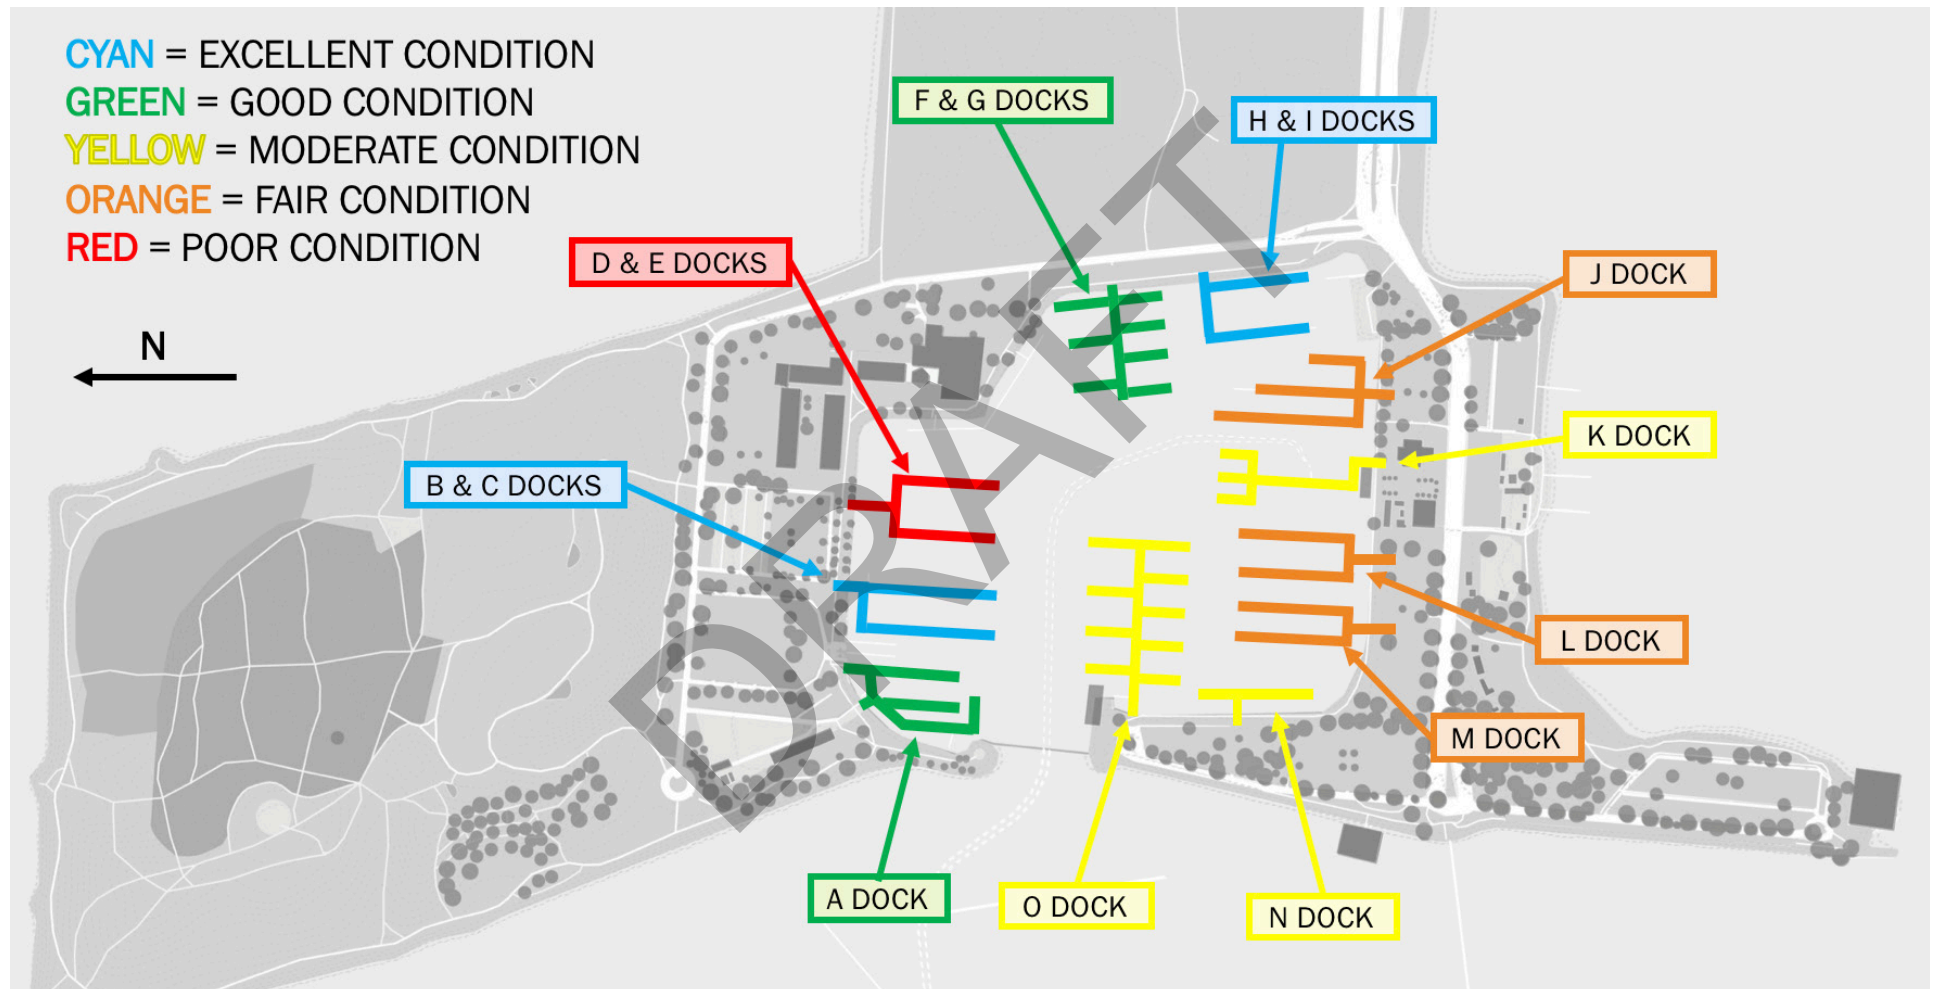 CYAN = EXCELLENT CONDITION
GREEN = GOOD CONDITION
YELLOW = MODERATE CONDITION
ORANGE = FAIR CONDITION
RED = POOR CONDITION
F & G DOCKS
H & I DOCKS
D & E DOCKS
J DOCK
N
K DOCK
B & C DOCKS
DRAFT
L DOCK
M DOCK
A DOCK
O DOCK
N DOCK